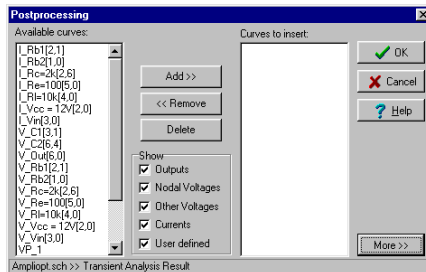 Postprocessing
Available curves:
I_Rb1[2,1]
I_Rb2[1,0]
I_Rc=2k[2,6]
I_Re=100[5,0]
I_Rl=10k[4,0]
I_Vcc = 12V[2,0]
I_Vin[3,0]
V_C1[3,1]
V_C2[6,4]
V_Out[6,0]
V_Rb1[2,1]
V_Rb2[1,0]
V_Rc=2k[2,6]
V_Re=100[5,0]
V_Rl=10k[4,0]
V_Vcc = 12V[2,0]
V_Vin[3,0]
VP_1
Add >>
<< Remove
Delete
Show
Outputs
Nodal Voltages
Other Voltages
Currents
User defined
Curves to insert:
OK
Cancel
Help
More >>
Ampliopt.sch >> Transient Analysis Result